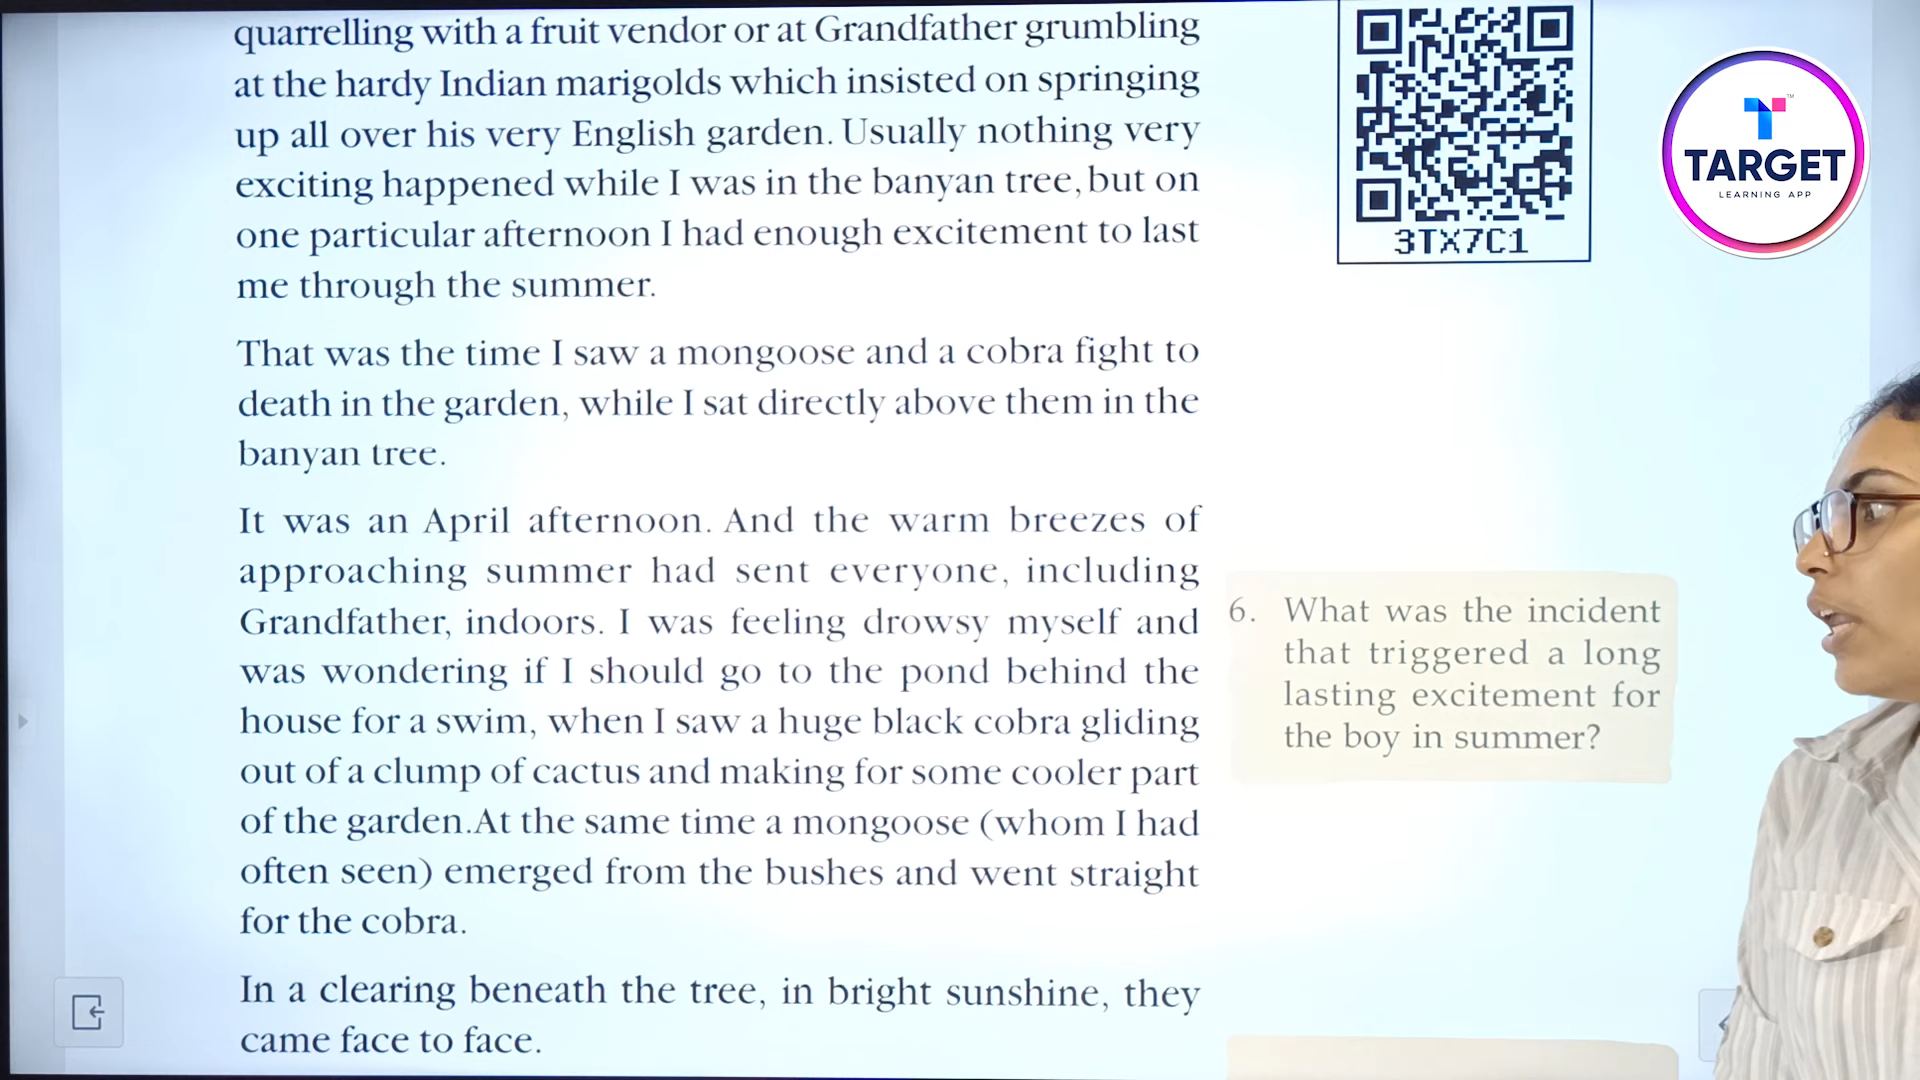 quarrelling with a fruit vendor or at Grandfather grumbling
at the hardy Indian marigolds which insisted on springing
up all over his very English garden. Usually nothing very
exciting happened while I was in the banyan tree, but on
one particular afternoon I had enough excitement to last
me through the summer.
That was the time I saw a mongoose and a cobra fight to
death in the garden, while I sat directly above them in the
banyan tree.
It was an April afternoon. And the warm breezes of
approaching summer had sent everyone, including
Grandfather, indoors. I was feeling drowsy myself and
was wondering if I should go to the pond behind the
house for a swim, when I saw a huge black cobra gliding
out of a clump of cactus and making for some cooler part
of the garden.At the same time a mongoose (whom I had
often seen) emerged from the bushes and went straight
for the cobra.
In a clearing beneath the tree, in bright sunshine, they
came face to face.
3TX7C1
TM
TARGET
LEARNING APP
6. What was the incident
that triggered a long
lasting excitement for
the boy in summer?